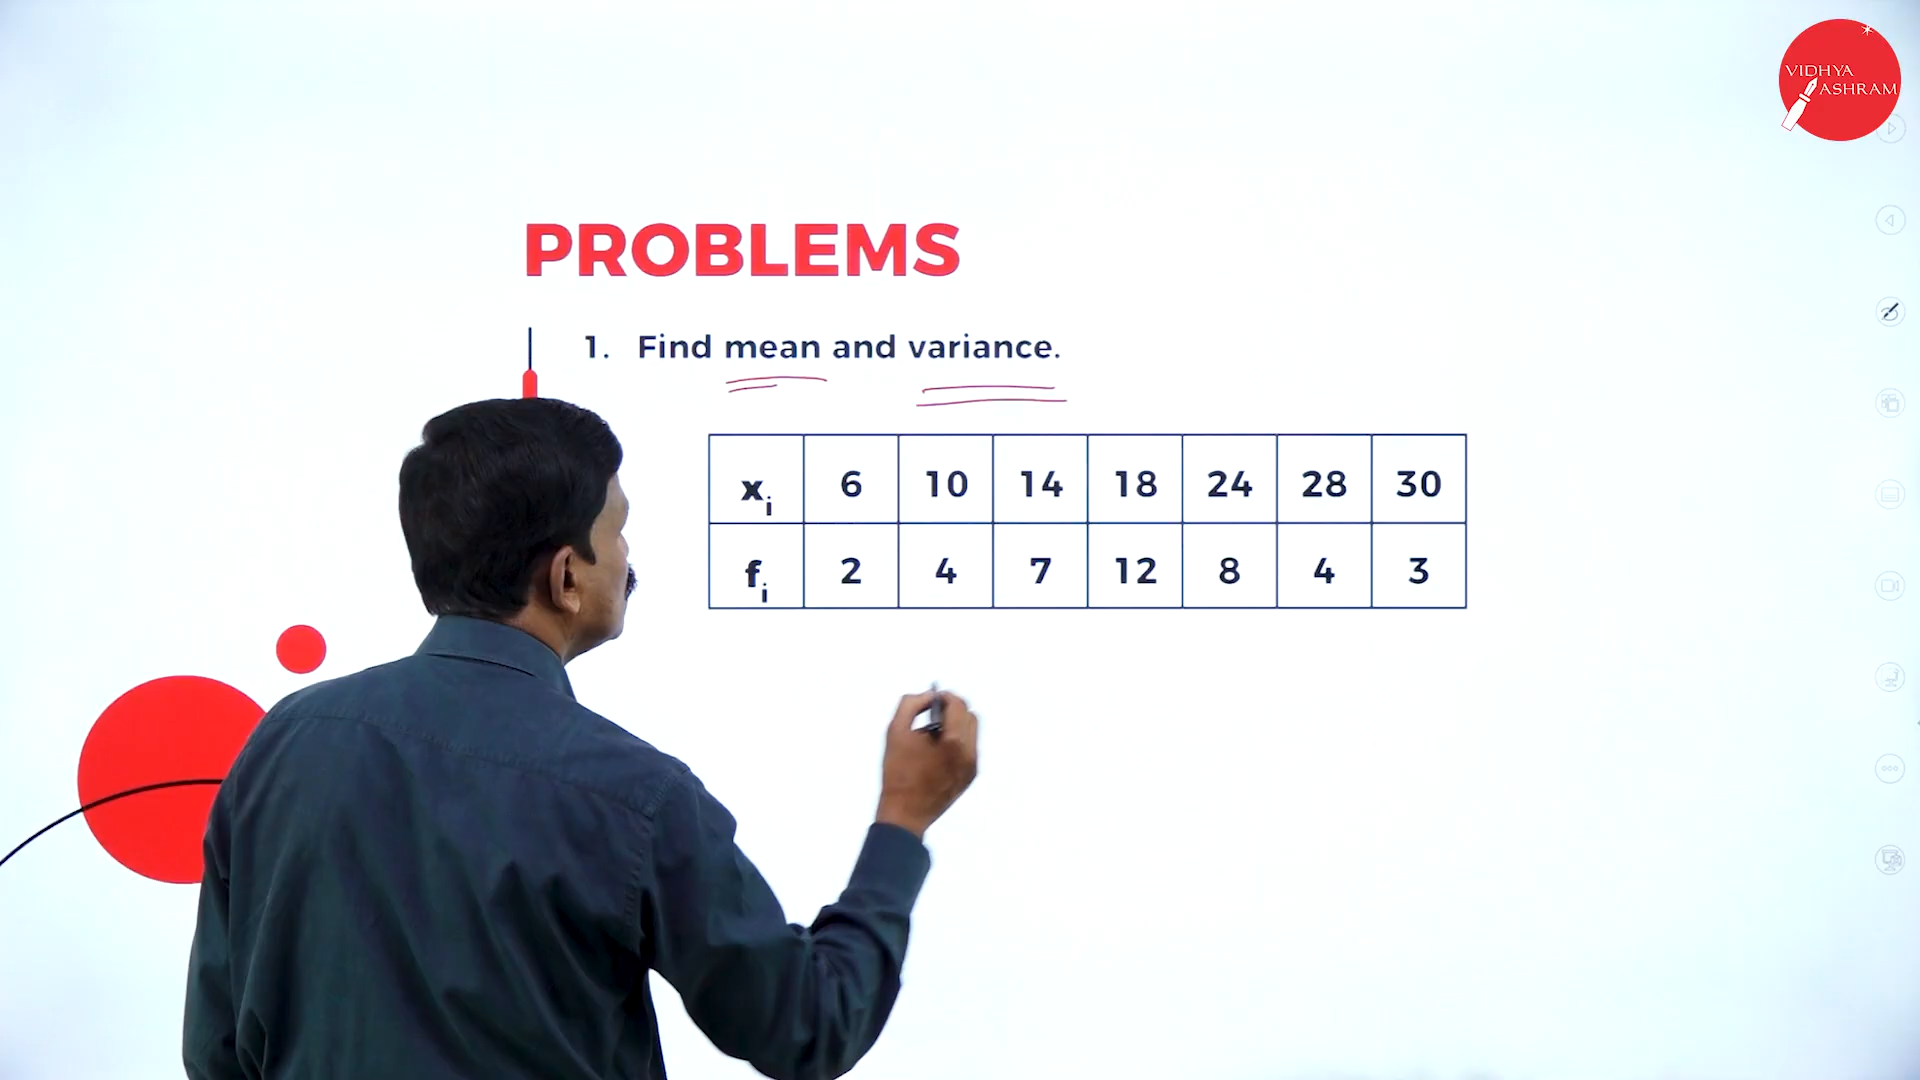 VIDHYA
ASHRAM
PROBLEMS
1. Find mean and variance.
xi 6 10 14 18 24 28 30
fi 2 4 7 12 8 4 3